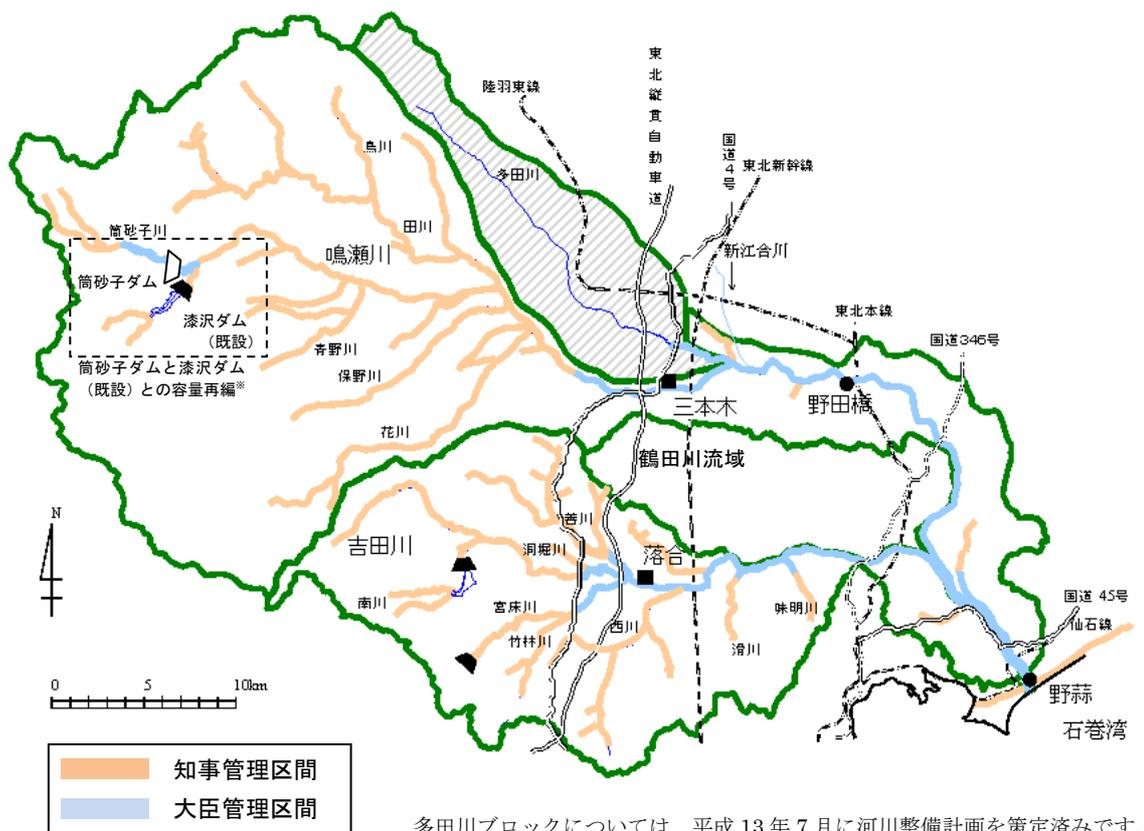 東北縦貫自動車道
陸羽東線
国道4号
東北新幹線
鳥川
多田川
田川
筒砂子川
鳴瀬川
新江合川
筒砂子ダム
漆沢ダム
（既設）
東北本線
国道346号
青野川
筒砂子ダムと漆沢ダム
（既設）との容量再編※
保野川
三本木
野田橋
花川
鶴田川流域
N
善川
吉田川
洞堀川
落合
南川
宮床川
味明川
国道 45号
竹林川
西川
仙石線
滑川
0 5 10km
野蒜
石巻湾
知事管理区間
大臣管理区間
多田川ブロックについては、平成 13 年 7 月に河川整備計画を策定済みです